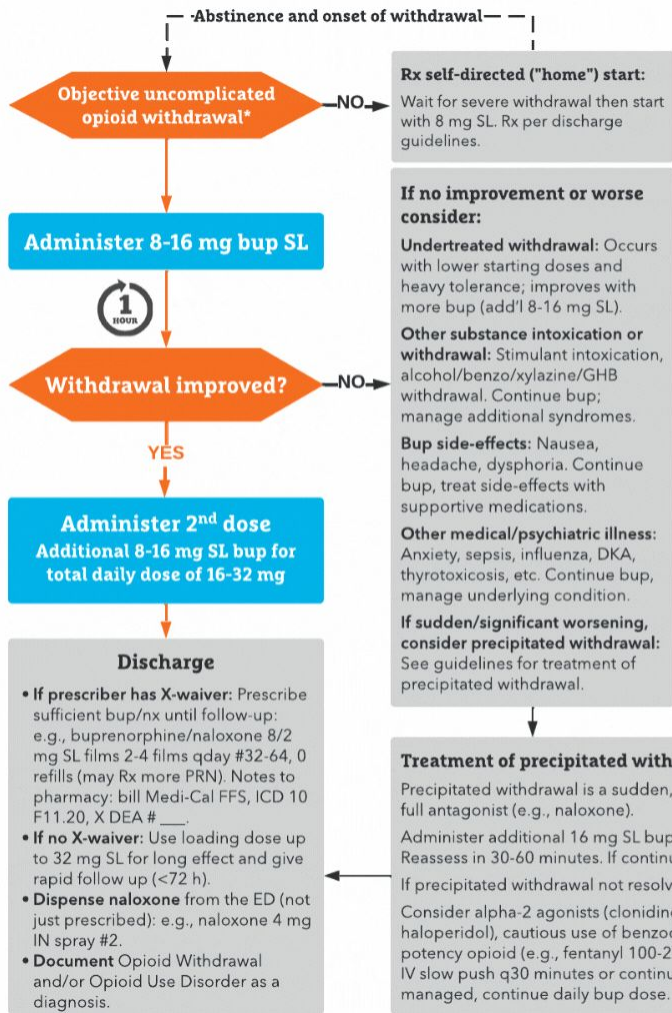 Abstinence and onset of withdrawal
Objective uncomplicated
opioid withdrawal*
NO
Rx self-directed ("home") start:
Wait for severe withdrawal then start
with 8 mg SL. Rx per discharge
guidelines.
Administer 8-16 mg bup SL
1
HOUR
Withdrawal improved?
NO
If no improvement or worse
consider:
Undertreated withdrawal: Occurs
with lower starting doses and
heavy tolerance; improves with
more bup (add'l 8-16 mg SL).
Other substance intoxication or
withdrawal: Stimulant intoxication,
alcohol/benzo/xylazine/GHB
withdrawal. Continue bup;
manage additional syndromes.
Bup side-effects: Nausea,
headache, dysphoria. Continue
bup, treat side-effects with
supportive medications.
Other medical/psychiatric illness:
Anxiety, sepsis, influenza, DKA,
thyrotoxicosis, etc. Continue bup,
manage underlying condition.
If sudden/significant worsening,
consider precipitated withdrawal:
See guidelines for treatment of
precipitated withdrawal.
YES
Administer 2nd dose
Additional 8-16 mg SL bup for
total daily dose of 16-32 mg
Discharge
• If prescriber has X-waiver: Prescribe
sufficient bup/nx until follow-up:
e.g., buprenorphine/naloxone 8/2
mg SL films 2-4 films qday #32-64, 0
refills (may Rx more PRN). Notes to
pharmacy: bill Medi-Cal FFS, ICD 10
F11.20, X DEA # ___.
• If no X-waiver: Use loading dose up
to 32 mg SL for long effect and give
rapid follow up (<72 h).
• Dispense naloxone from the ED (not
just prescribed): e.g., naloxone 4 mg
IN spray #2.
• Document Opioid Withdrawal
and/or Opioid Use Disorder as a
diagnosis.
Treatment of precipitated with
Precipitated withdrawal is a sudden,
full antagonist (e.g., naloxone).
Administer additional 16 mg SL bup
Reassess in 30-60 minutes. If continu
If precipitated withdrawal not resolv
Consider alpha-2 agonists (clonidine
haloperidol), cautious use of benzod
potency opioid (e.g., fentanyl 100-2
IV slow push q30 minutes or continu
managed, continue daily bup dose.